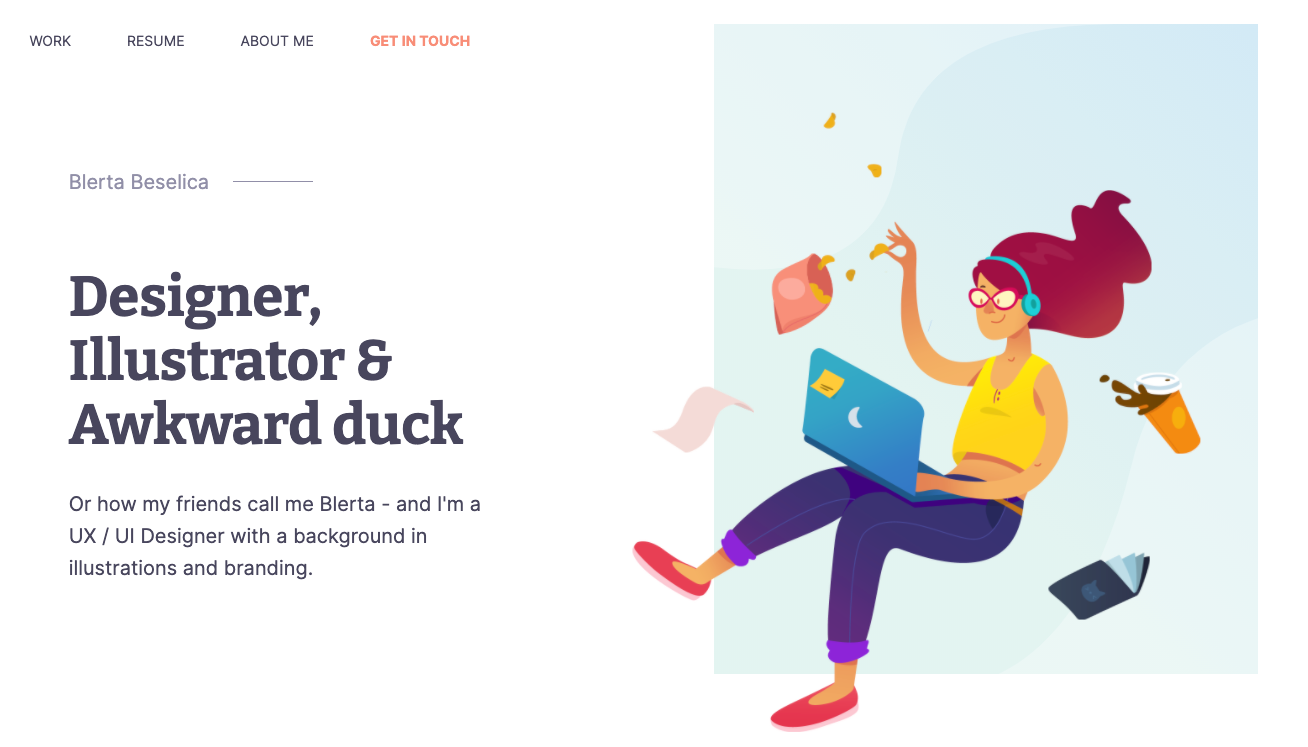 WORK RESUME ABOUT ME GET IN TOUCH
Blerta Beselica
Designer,
Illustrator &
Awkward duck
Or how my friends call me Blerta - and I'm a
UX / UI Designer with a background in
illustrations and branding.